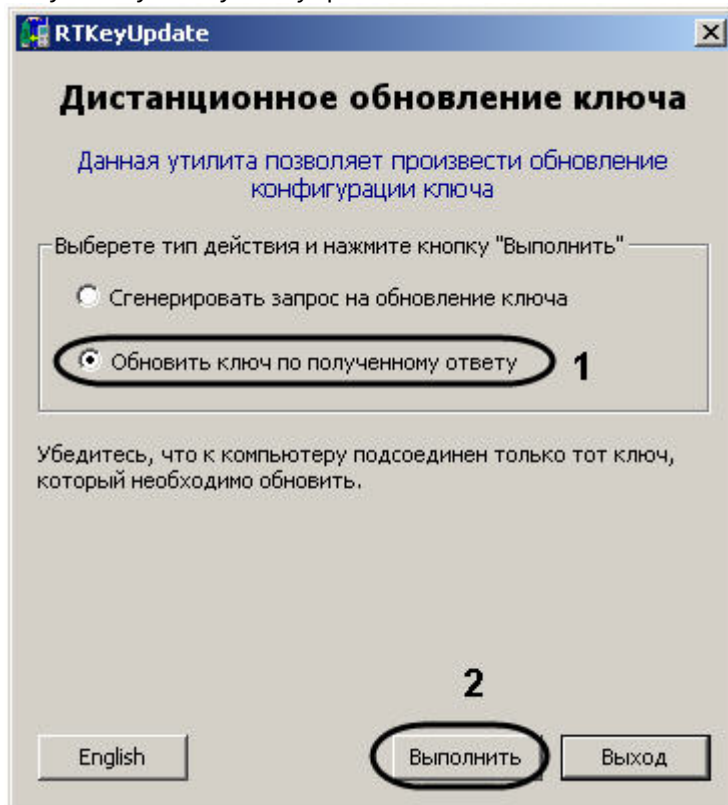 RTKeyUpdate
Дистанционное обновление ключа
Данная утилита позволяет произвести обновление
конфигурации ключа
Выберете тип действия и нажмите кнопку "Выполнить"
Сгенерировать запрос на обновление ключа
Обновить ключ по полученному ответу 1
Убедитесь, что к компьютеру подсоединен только тот ключ,
который необходимо обновить.
2
English Выполнить Выход